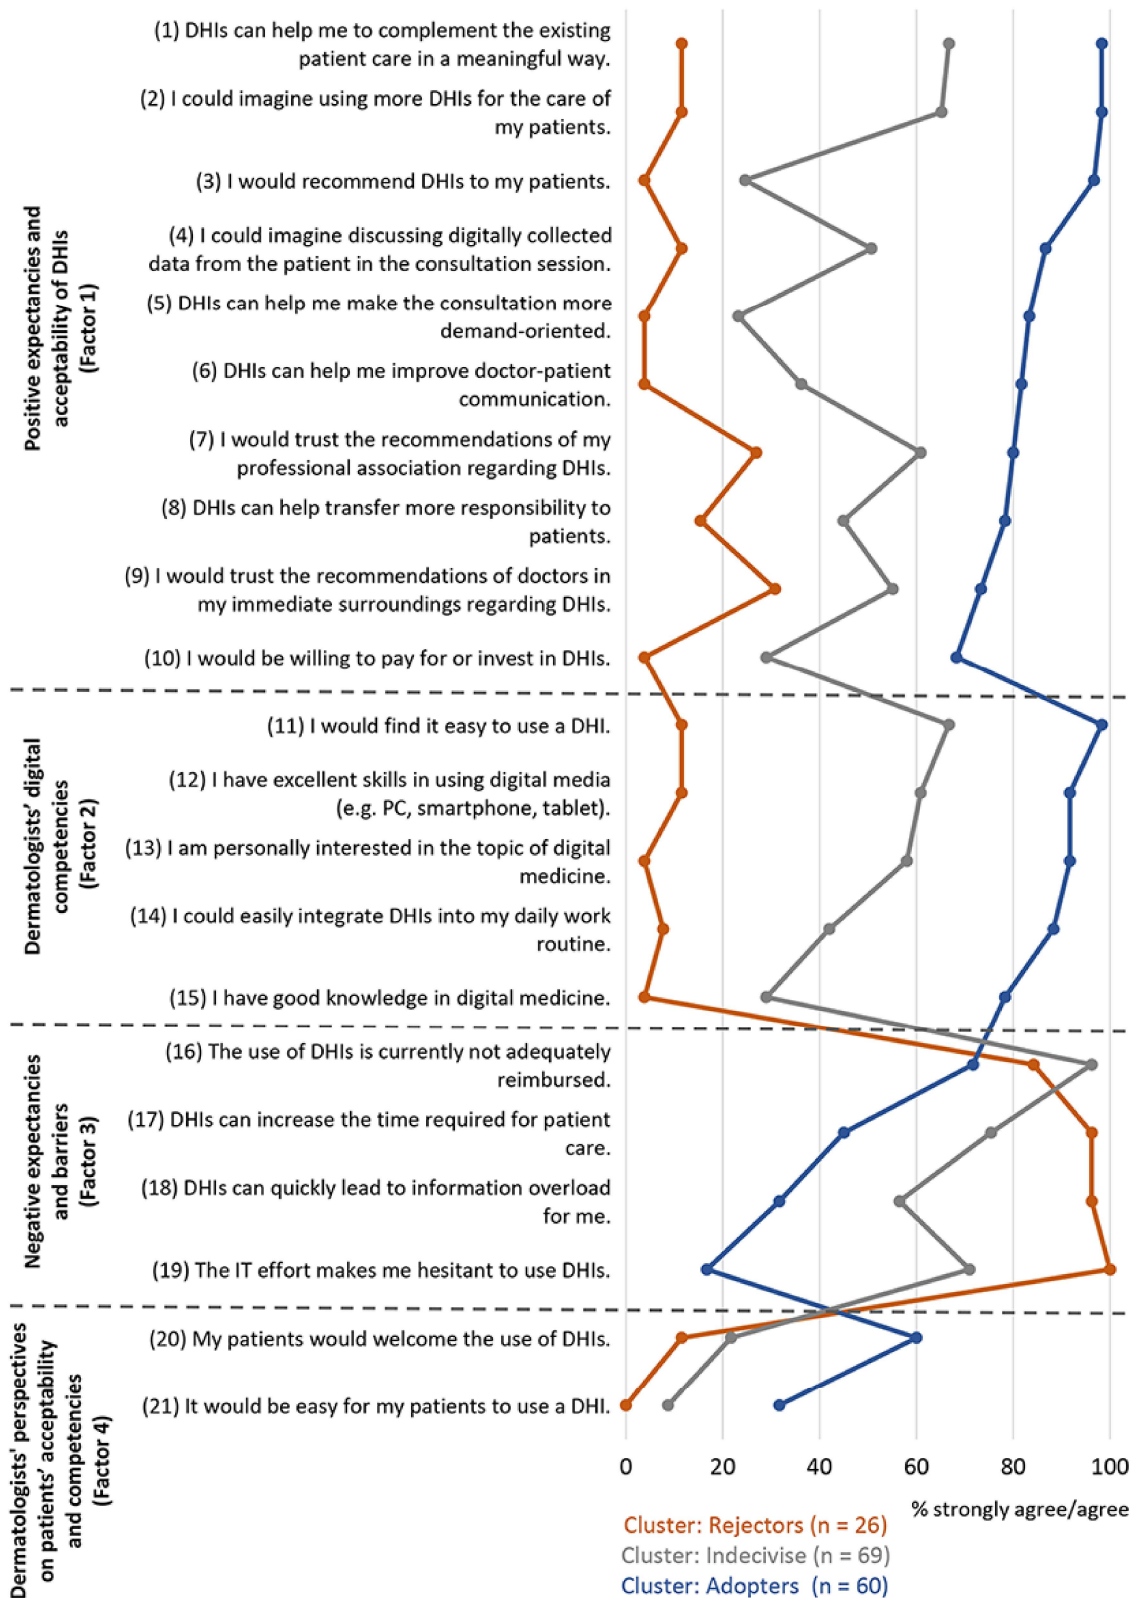 (1) DHIs can help me to complement the existing
patient care in a meaningful way.
(2) I could imagine using more DHIs for the care of
my patients.
(3) I would recommend DHIs to my patients.
(4) I could imagine discussing digitally collected
data from the patient in the consultation session.
(5) DHIs can help me make the consultation more
demand-oriented.
(6) DHIs can help me improve doctor-patient
communication.
(7) I would trust the recommendations of my
professional association regarding DHIs.
(8) DHIs can help transfer more responsibility to
patients.
(9) I would trust the recommendations of doctors in
my immediate surroundings regarding DHIs.
(10) I would be willing to pay for or invest in DHIs.
Positive expectancies and
acceptability of DHIs
(Factor 1)
(11) I would find it easy to use a DHI.
(12) I have excellent skills in using digital media
(e.g. PC, smartphone, tablet).
(13) I am personally interested in the topic of digital
medicine.
(14) I could easily integrate DHIs into my daily work
routine.
(15) I have good knowledge in digital medicine.
Dermatologists’ digital
competencies
(Factor 2)
(16) The use of DHIs is currently not adequately
reimbursed.
(17) DHIs can increase the time required for patient
care.
(18) DHIs can quickly lead to information overload
for me.
(19) The IT effort makes me hesitant to use DHIs.
Negative expectancies
and barriers
(Factor 3)
(20) My patients would welcome the use of DHIs.
(21) It would be easy for my patients to use a DHI.
Dermatologists' perspectives
on patients’ acceptability
and competencies
(Factor 4)
0 20 40 60 80 100
% strongly agree/agree
Cluster: Rejectors (n = 26)
Cluster: Indecivise (n = 69)
Cluster: Adopters (n = 60)